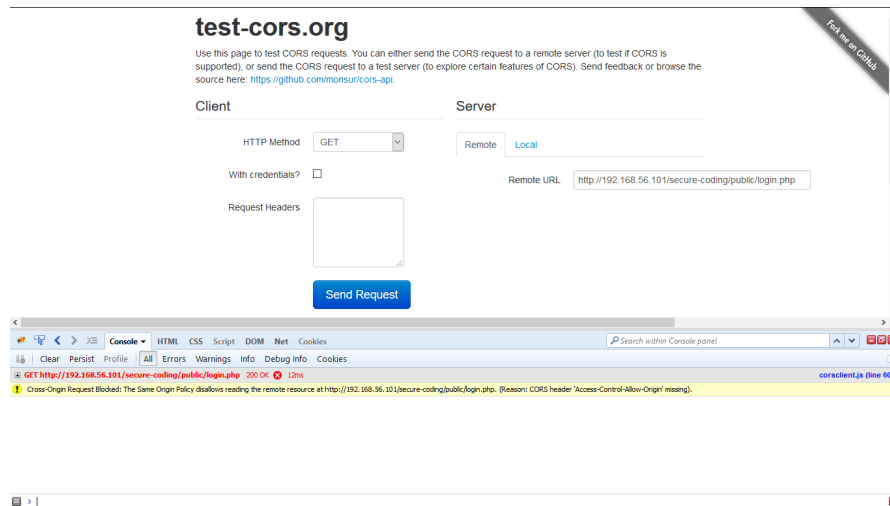 test-cors.org
Fork me on GitHub
Use this page to test CORS requests. You can either send the CORS request to a remote server (to test if CORS is
supported), or send the CORS request to a test server (to explore certain features of CORS). Send feedback or browse the
source here: https://github.com/monsur/cors-api.
Client
Server
HTTP Method GET
Remote Local
With credentials?
Remote URL http://192.168.56.101/secure-coding/public/login.php
Request Headers
Send Request
Console HTML CSS Script DOM Net Cookies Search within Console panel
Clear Persist Profile All Errors Warnings Info Debug Info Cookies
GET http://192.168.56.101/secure-coding/public/login.php 200 OK 12ms corsclient.js (line 60
Cross-Origin Request Blocked: The Same Origin Policy disallows reading the remote resource at http://192.168.56.101/secure-coding/public/login.php. (Reason: CORS header 'Access-Control-Allow-Origin' missing).